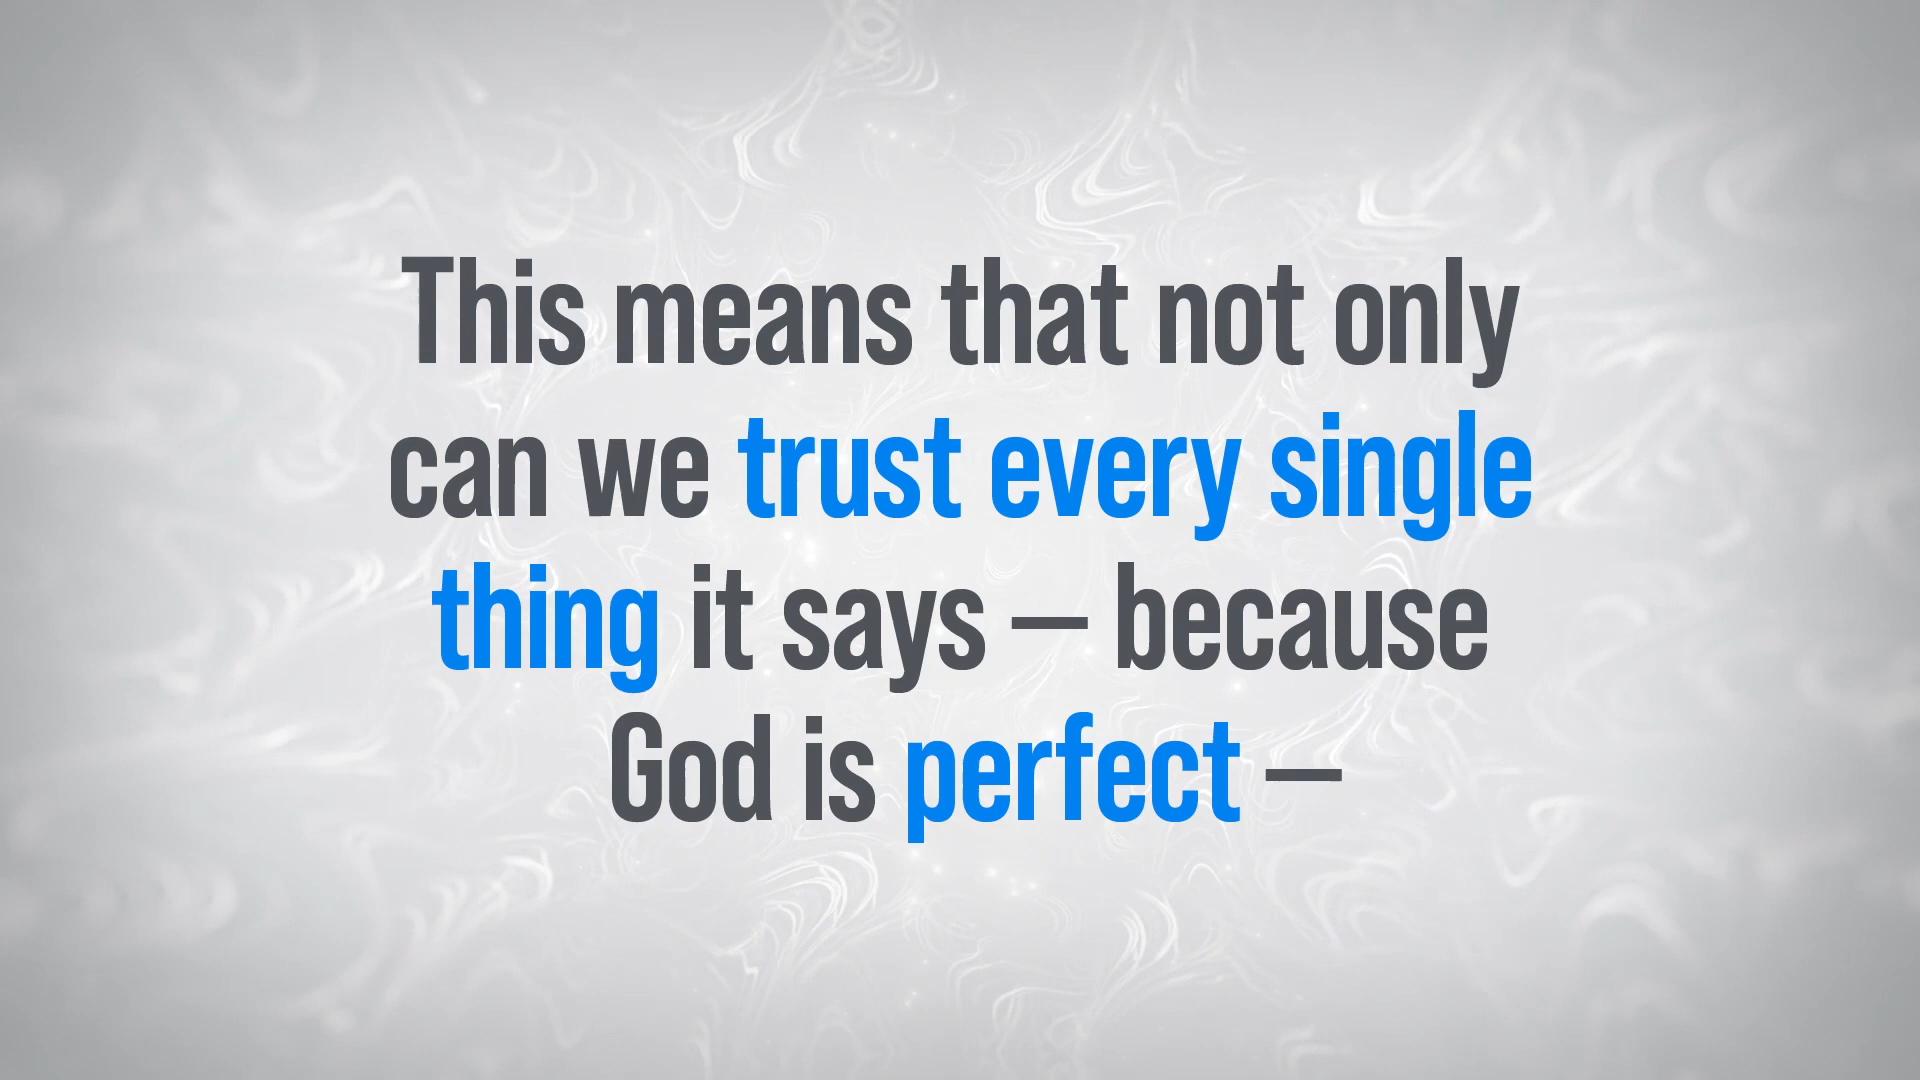 This means that not only
can we trust every single
thing it says — because
God is perfect —